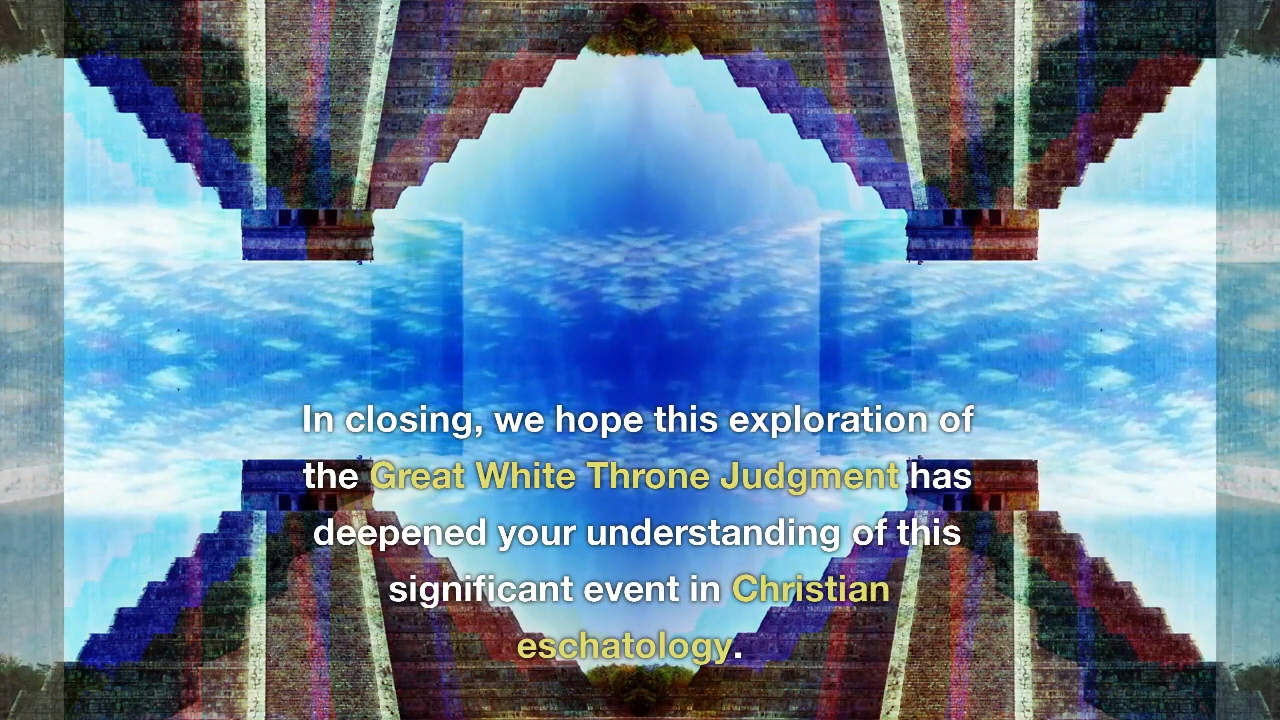 In closing, we hope this exploration of
the Great White Throne Judgment has
deepened your understanding of this
significant event in Christian
eschatology.